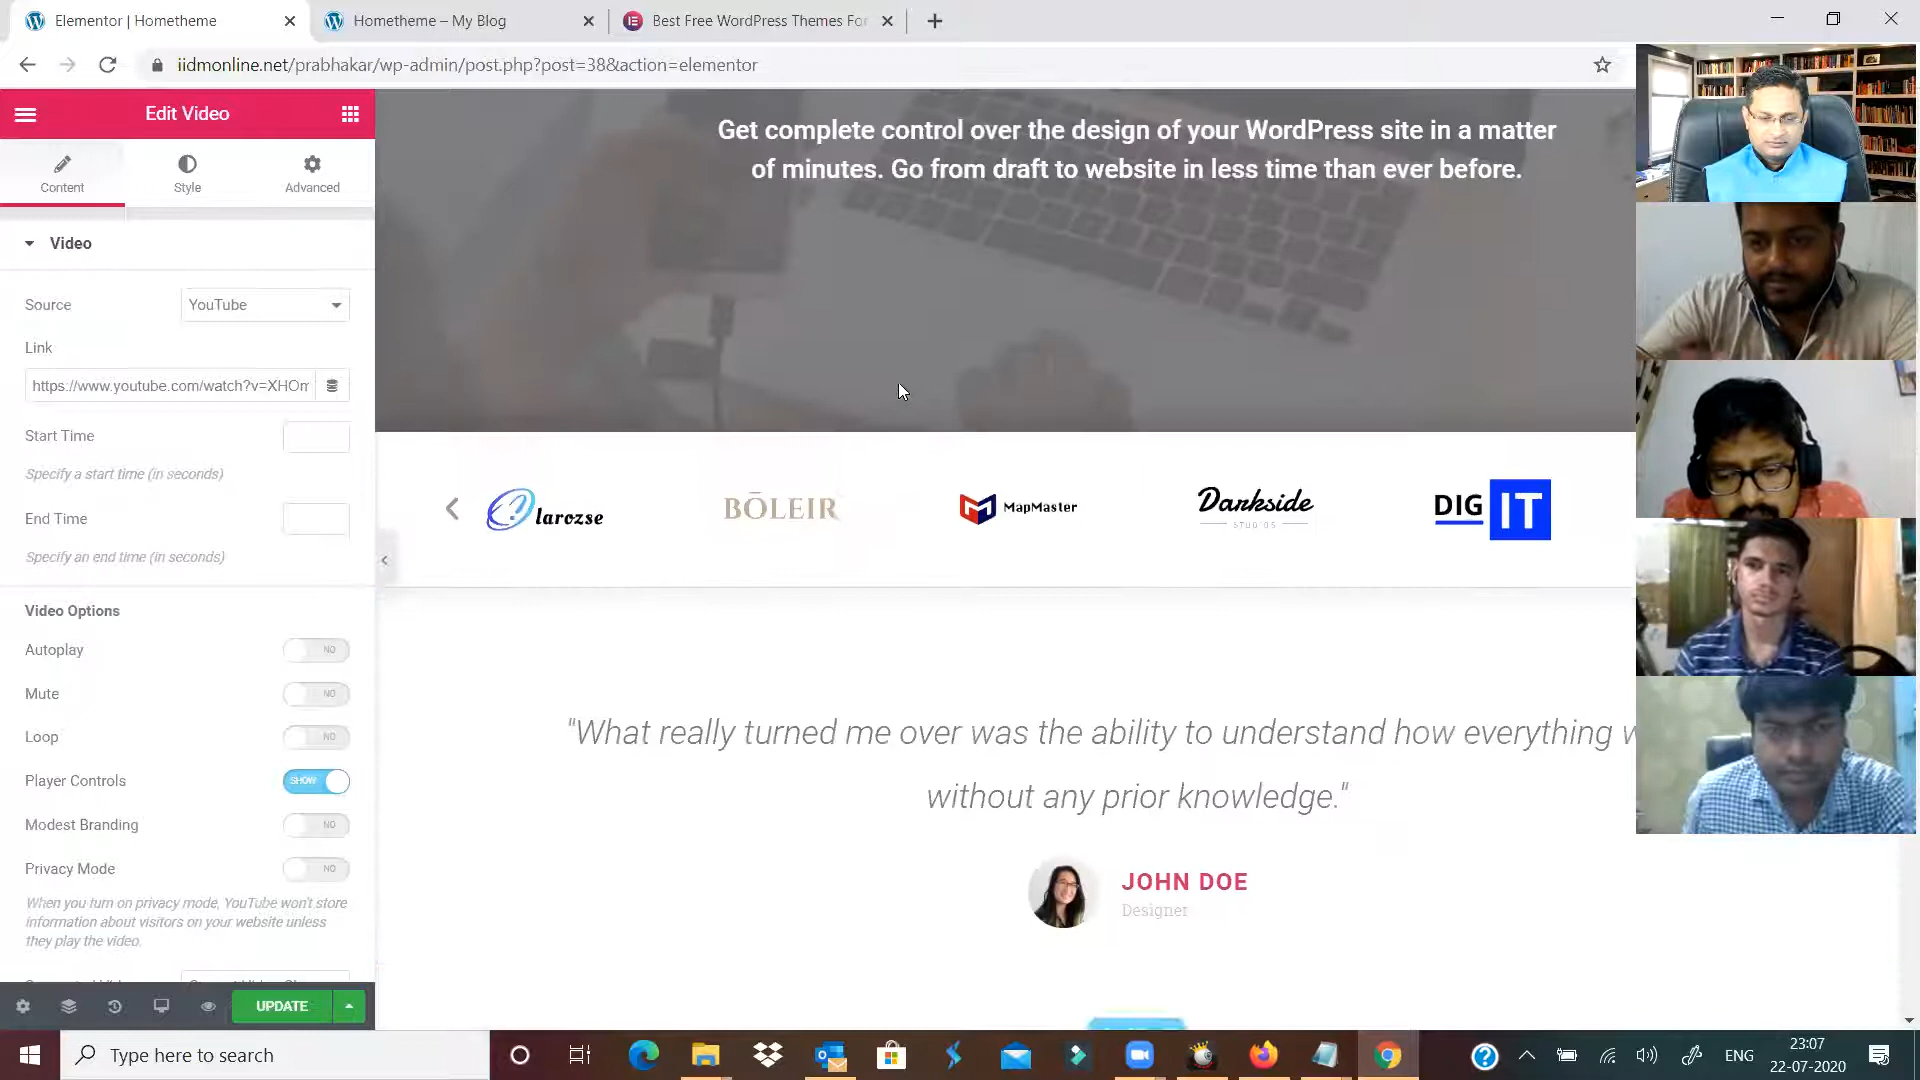 Elementor | Hometheme
Hometheme – My Blog
Best Free WordPress Themes For
iidmonline.net/prabhakar/wp-admin/post.php?post=38&action=elementor
Edit Video
Content
Style
Advanced
Video
Source
YouTube
Link
https://www.youtube.com/watch?v=XHOm
Start Time
Specify a start time (in seconds)
End Time
Specify an end time (in seconds)
Video Options
Autoplay
NO
Mute
NO
Loop
NO
Player Controls
SHOW
Modest Branding
NO
Privacy Mode
NO
When you turn on privacy mode, YouTube won't store
information about visitors on your website unless
they play the video.
UPDATE
Get complete control over the design of your WordPress site in a matter
of minutes. Go from draft to website in less time than ever before.
larozse
BŌLEIR
MapMaster
Darkside
STUDIOS
DIG IT
"What really turned me over was the ability to understand how everything w
without any prior knowledge."
JOHN DOE
Designer
Type here to search
ENG
23:07
22-07-2020